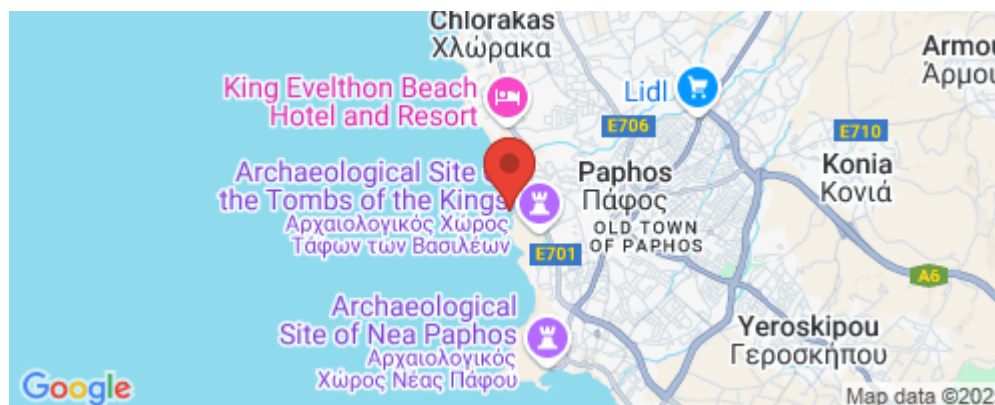 Chlorakas
Χλώρακα
King Evelthon Beach
Hotel and Resort
Lidl
E706
E710
Konia
Κονιά
Archaeological Site
the Tombs of the Kings
Αρχαιολογικός Χώρος
Τάφων των Βασιλέων
Paphos
Πάφος
OLD TOWN
OF PAPHOS
E701
A6
Archaeological
Site of Nea Paphos
Αρχαιολογικός
Χώρος Νέας Πάφου
Yeroskipou
Γεροσκήπου
Google
Map data ©202